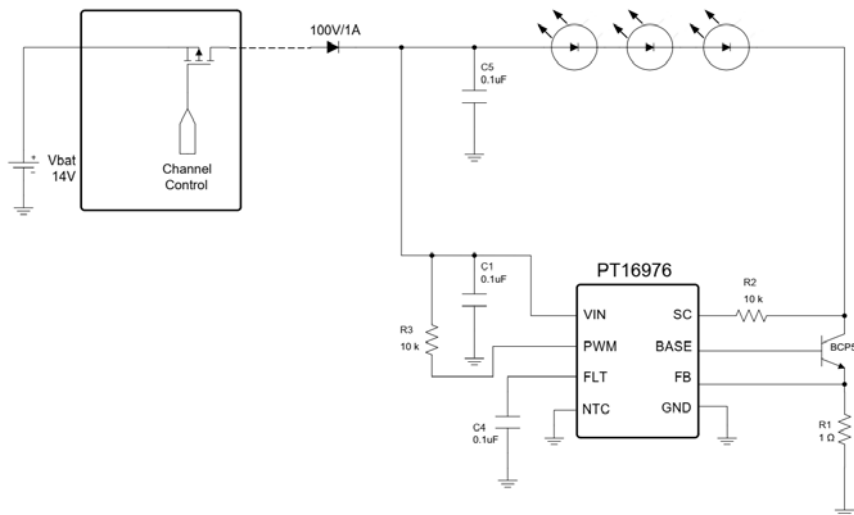 100V/1A
C5
0.1uF
Vbat
14V
+
-
Channel
Control
C1
0.1uF
PT16976
R2
10 k
R3
10 k
VIN
SC
PWM
BASE
BCP5
FLT
FB
NTC
GND
C4
0.1uF
R1
1 Ω